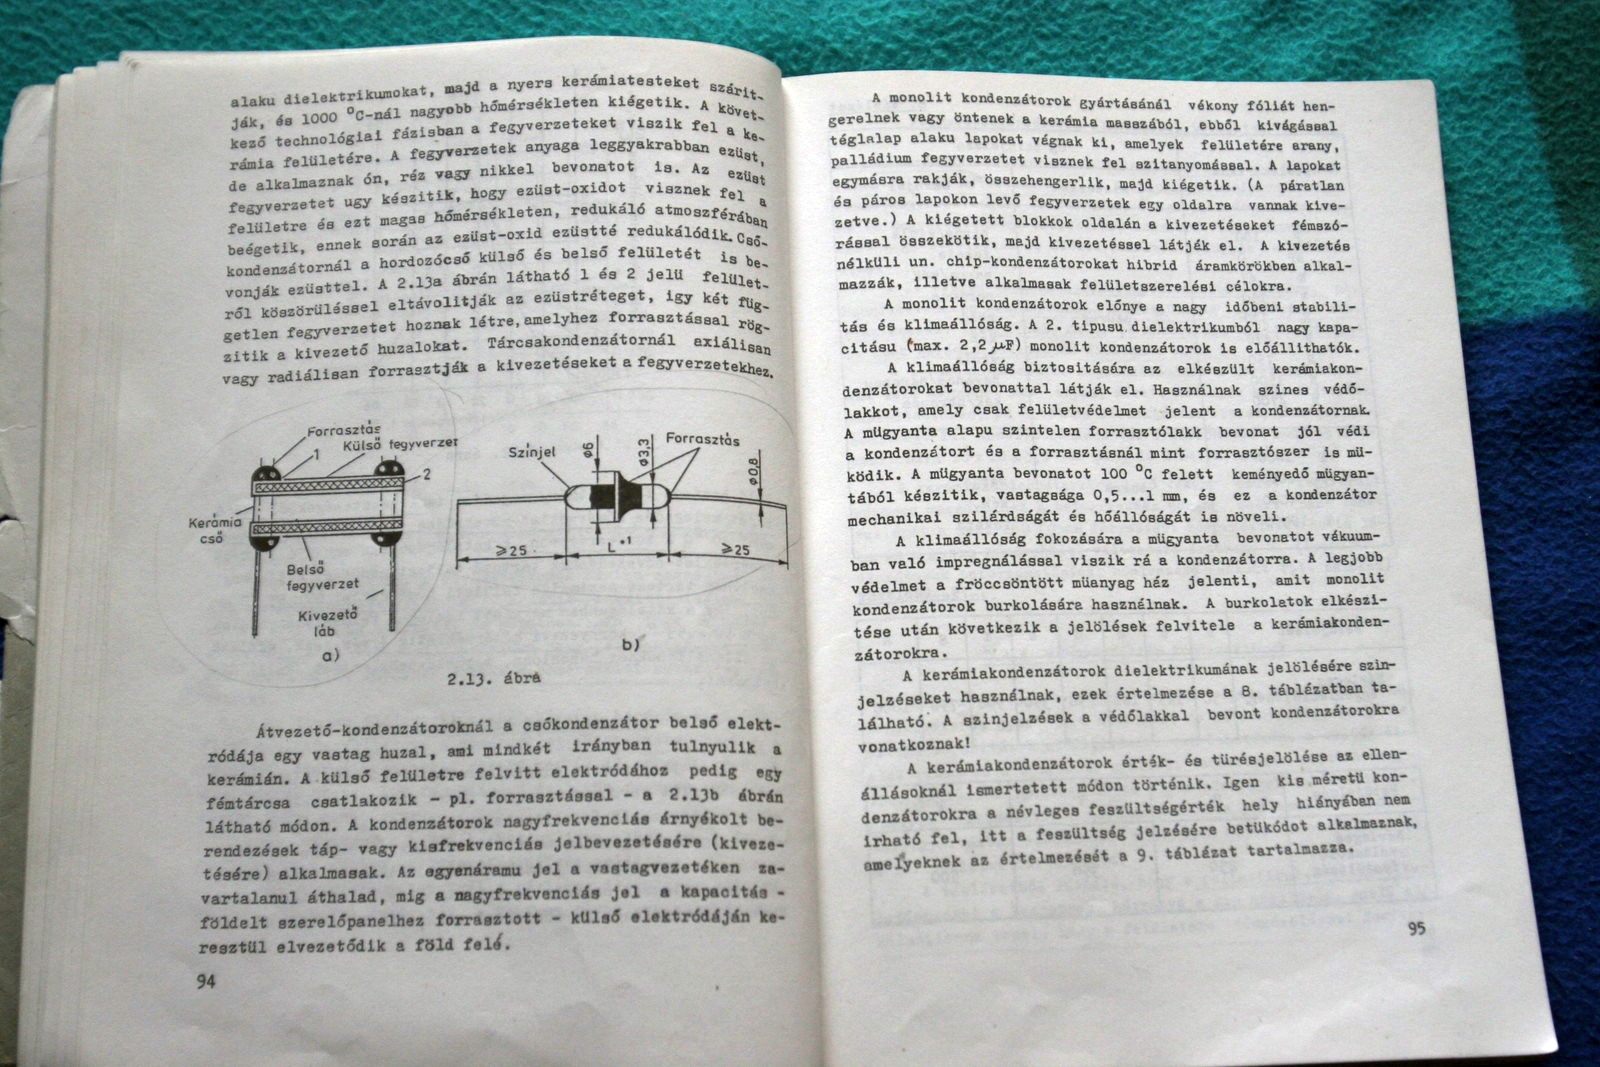 alaku dielektrikumokat, majd a nyers kerámiatesteket szárit-
ják, és 1000 °C-nál nagyobb hőmérsékleten kiégetik. A követ-
kező technológiai fázisban a fegyverzeteket viszik fel a ke-
rámia felületére. A fegyverzetek anyaga leggyakrabban ezüst,
de alkalmaznak ón, réz vagy nikkel bevonatot is. Az ezüst
fegyverzetet ugy készitik, hogy ezüst-oxidot visznek fel a
felületre és ezt magas hőmérsékleten, redukáló atmoszférában
beégetik, ennek során az ezüst-oxid ezüstté redukálódik. Cső-
kondenzátornál a hordozócső külső és belső felületét is be-
vonják ezüsttel. A 2.13a ábrán látható 1 és 2 jelü felület-
ről köszörüléssel eltávolitják az ezüstréteget, igy két füg-
getlen fegyverzetet hoznak létre, amelyhez forrasztással rög-
zitik a kivezető huzalokat. Tárcsakondenzátornál axiálisan
vagy radiálisan forrasztják a kivezetéseket a fegyverzetekhez.
Forrasztás
1
Külső fegyverzet
2
Kerámia
cső
Belső
fegyverzet
Kivezető
láb
a)
Színjel
ø6
ø3,3
Forrasztás
ø0,8
≥25
L +1
≥25
b)
2.13. ábra
Átvezető-kondenzátoroknál a csőkondenzátor belső elekt-
ródája egy vastag huzal, ami mindkét irányban tulnyulik a
kerámián. A külső felületre felvitt elektródához pedig egy
fémtárcsa csatlakozik - pl. forrasztással - a 2.13b ábrán
látható módon. A kondenzátorok nagyfrekvenciás árnyékolt be-
rendezések táp- vagy kisfrekvenciás jelbevezetésére (kiveze-
tésére) alkalmasak. Az egyenáramu jel a vastagvezetéken za-
vartalanul áthalad, mig a nagyfrekvenciás jel a kapacitás -
földelt szerelőpanelhez forrasztott - külső elektródáján ke-
resztül elvezetődik a föld felé.
94
A monolit kondenzátorok gyártásánál vékony fóliát hen-
gerelnek vagy öntenek a kerámia masszából, ebből kivágással
téglalap alaku lapokat vágnak ki, amelyek felületére arany,
palládium fegyverzetet visznek fel szitanyomással. A lapokat
egymásra rakják, összehengerlik, majd kiégetik. (A páratlan
és páros lapokon levő fegyverzetek egy oldalra vannak kive-
zetve.) A kiégetett blokkok oldalán a kivezetéseket fémszó-
rással összekötik, majd kivezetéssel látják el. A kivezetés
nélküli un. chip-kondenzátorokat hibrid áramkörökben alkal-
mazzák, illetve alkalmasak felületszerelési célokra.
A monolit kondenzátorok előnye a nagy időbeni stabili-
tás és klimaállóság. A 2. tipusu dielektrikumból nagy kapa-
citásu (max. 2,2 μF) monolit kondenzátorok is előállithatók.
A klimaállóság biztositására az elkészült kerámiakon-
denzátorokat bevonattal látják el. Használnak szines védő-
lakkot, amely csak felületvédelmet jelent a kondenzátornak.
A mügyanta alapu szintelen forrasztólakk bevonat jól védi
a kondenzátort és a forrasztásnál mint forrasztószer is mü-
ködik. A mügyanta bevonatot 100 °C felett keményedő mügyan-
tából készitik, vastagsága 0,5...1 mm, és ez a kondenzátor
mechanikai szilárdságát és hőállóságát is növeli.
A klimaállóság fokozására a mügyanta bevonatot vákuum-
ban való impregnálással viszik rá a kondenzátorra. A legjobb
védelmet a fröccsöntött müanyag ház jelenti, amit monolit
kondenzátorok burkolására használnak. A burkolatok elkészi-
tése után következik a jelölések felvitele a kerámiakonden-
zátorokra.
A kerámiakondenzátorok dielektrikumának jelölésére szin-
jelzéseket használnak, ezek értelmezése a 8. táblázatban ta-
lálható. A szinjelzések a védőlakkal bevont kondenzátorokra
vonatkoznak!
A kerámiakondenzátorok érték- és türésjelölése az ellen-
állásoknál ismertetett módon történik. Igen kis méretü kon-
denzátorokra a névleges feszültségérték hely hiányában nem
irható fel, itt a feszültség jelzésére betükódot alkalmaznak,
amelyeknek az értelmezését a 9. táblázat tartalmazza.
95